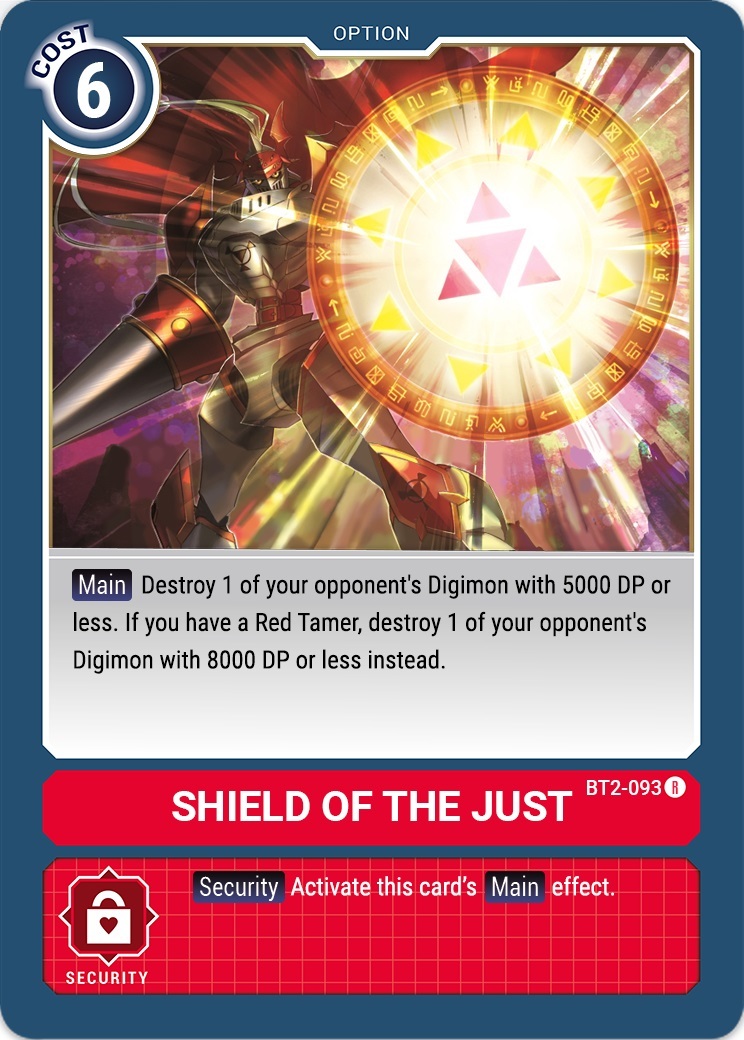 OPTION
COST
6
Main Destroy 1 of your opponent's Digimon with 5000 DP or
less. If you have a Red Tamer, destroy 1 of your opponent's
Digimon with 8000 DP or less instead.
BT2-093 R
SHIELD OF THE JUST
Security Activate this card's Main effect.
SECURITY